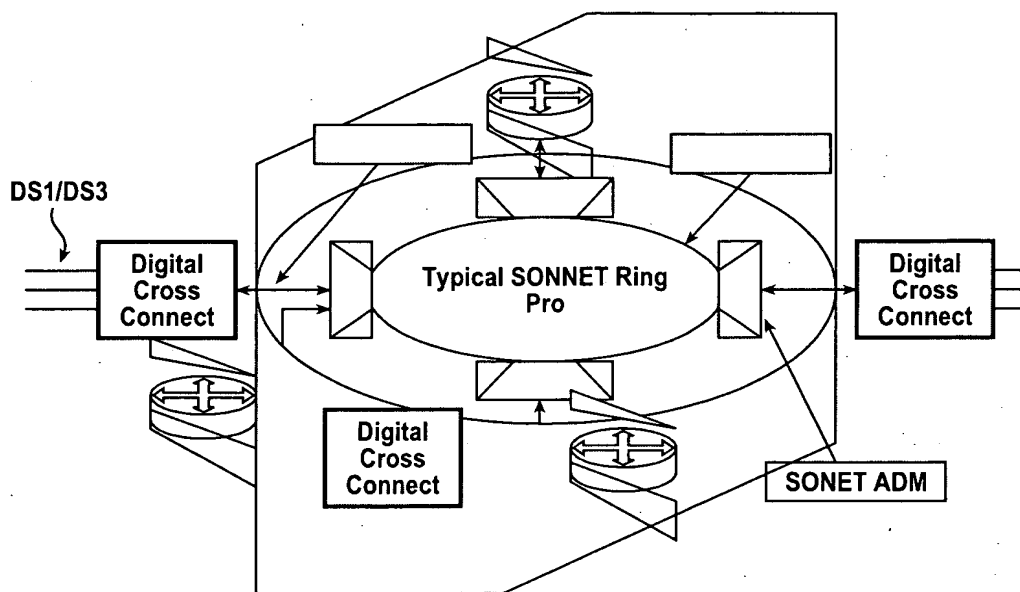 DS1/DS3
Digital
Cross
Connect
Typical SONNET Ring
Pro
Digital
Cross
Connect
Digital
Cross
Connect
SONET ADM